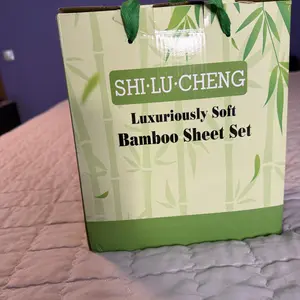 SHI·LU·CHENG
Luxuriously Soft
Bamboo Sheet Set